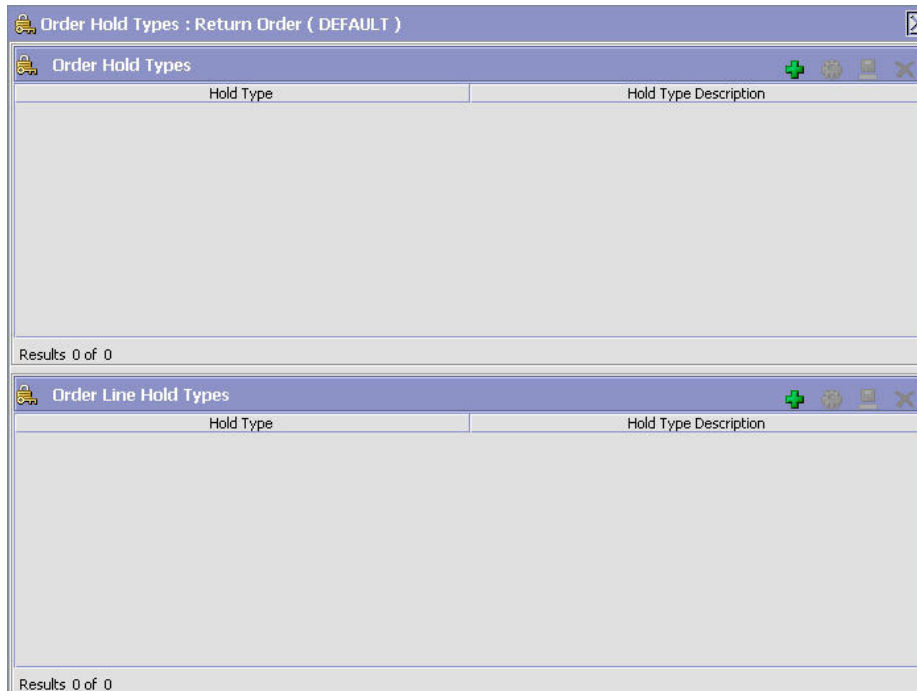 Order Hold Types : Return Order ( DEFAULT )
Order Hold Types
Hold Type Hold Type Description
Results 0 of 0
Order Line Hold Types
Hold Type Hold Type Description
Results 0 of 0